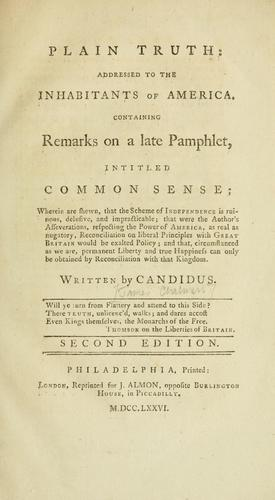 PLAIN TRUTH:
ADDRESSED TO THE
INHABITANTS OF AMERICA.
CONTAINING
Remarks on a late Pamphlet,
INTITLED
COMMON SENSE;
Wherein are shewn, that the Scheme of INDEPENDENCE is rui-
nous, delusive, and impracticable; that were the Author's
Asseverations, respecting the Power of AMERICA, as real as
nugatory, Reconciliation on liberal Principles with GREAT
BRITAIN would be exalted Policy; and that, circumstanced
as we are, permanent Liberty and true Happiness can only
be obtained by Reconciliation with that Kingdom.
WRITTEN BY CANDIDUS.
(James Chalmers)
Will ye turn from Flattery and attend to this Side?
There TRUTH, unlicenc'd, walks; and dares accost
Even Kings themselves, the Monarchs of the Free.
THOMSON on the Liberties of BRITAIN.
SECOND EDITION.
PHILADELPHIA, Printed:
LONDON, Reprinted for J. ALMON, opposite BURLINGTON
HOUSE, in PICCADILLY.
M.DCC.LXXVI.